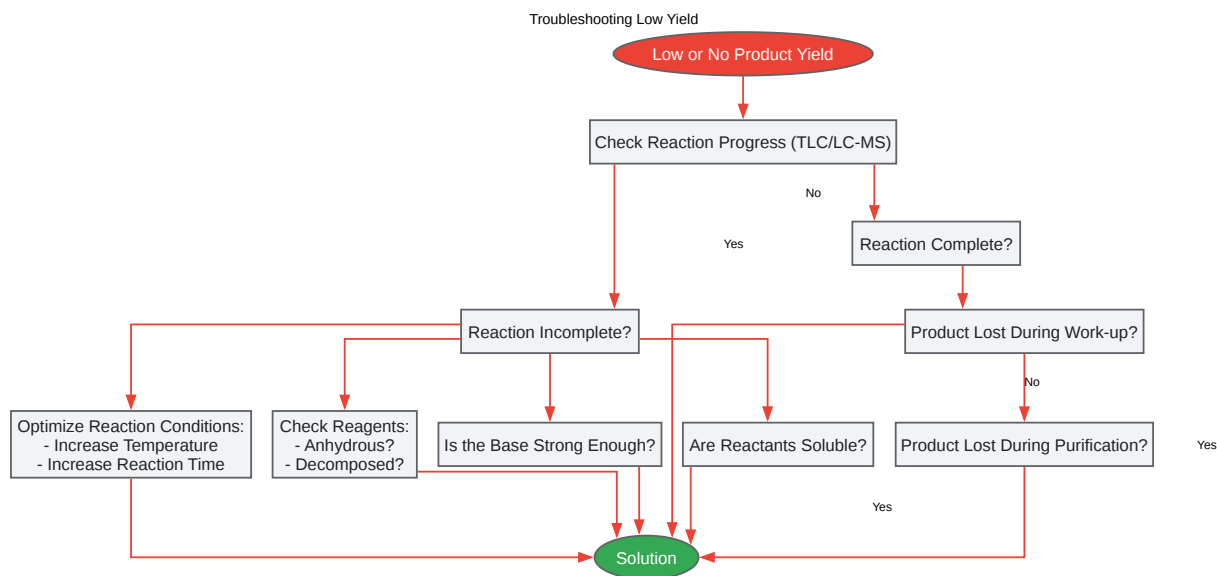 Troubleshooting Low Yield
Low or No Product Yield
Check Reaction Progress (TLC/LC-MS)
No
Yes
Reaction Complete?
Reaction Incomplete?
Product Lost During Work-up?
No
Optimize Reaction Conditions:
- Increase Temperature
- Increase Reaction Time
Check Reagents:
- Anhydrous?
- Decomposed?
Is the Base Strong Enough?
Are Reactants Soluble?
Product Lost During Purification?
Yes
Yes
Solution